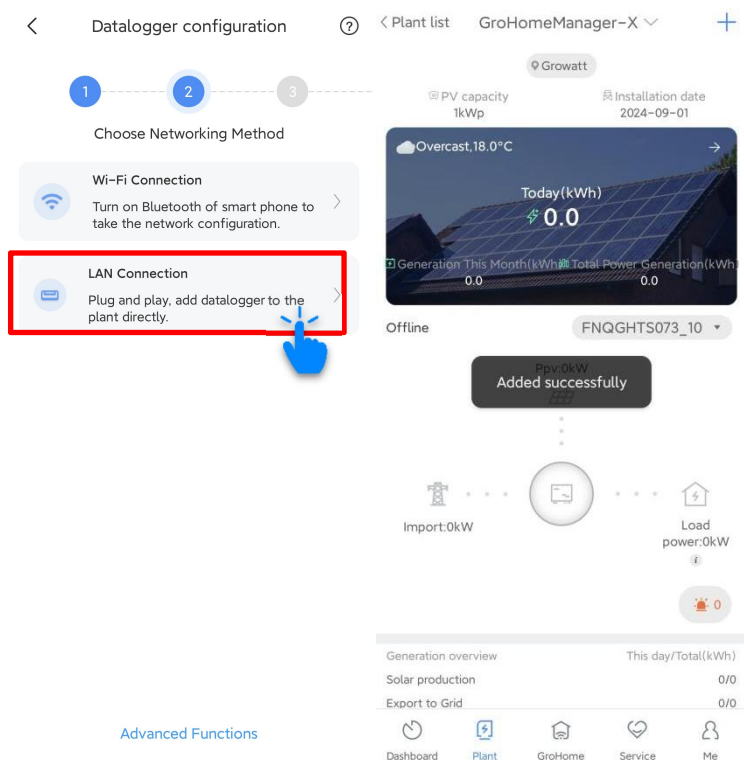 Datalogger configuration
?
1
2
3
Choose Networking Method
Wi-Fi Connection
Turn on Bluetooth of smart phone to
take the network configuration.
LAN Connection
Plug and play, add datalogger to the
plant directly.
Advanced Functions
Plant list
GroHomeManager-X
Growatt
PV capacity
1kWp
Installation date
2024-09-01
Overcast,18.0°C
Today(kWh)
0.0
Generation This Month(kWh
Total Power Generation(kWh
0.0
0.0
Offline
FNQGHTS073_10
Ppv:0kW
Added successfully
Import:0kW
Load
power:0kW
i
0
Generation overview
This day/Total(kWh)
Solar production
0/0
Export to Grid
0/0
Dashboard
Plant
GroHome
Service
Me